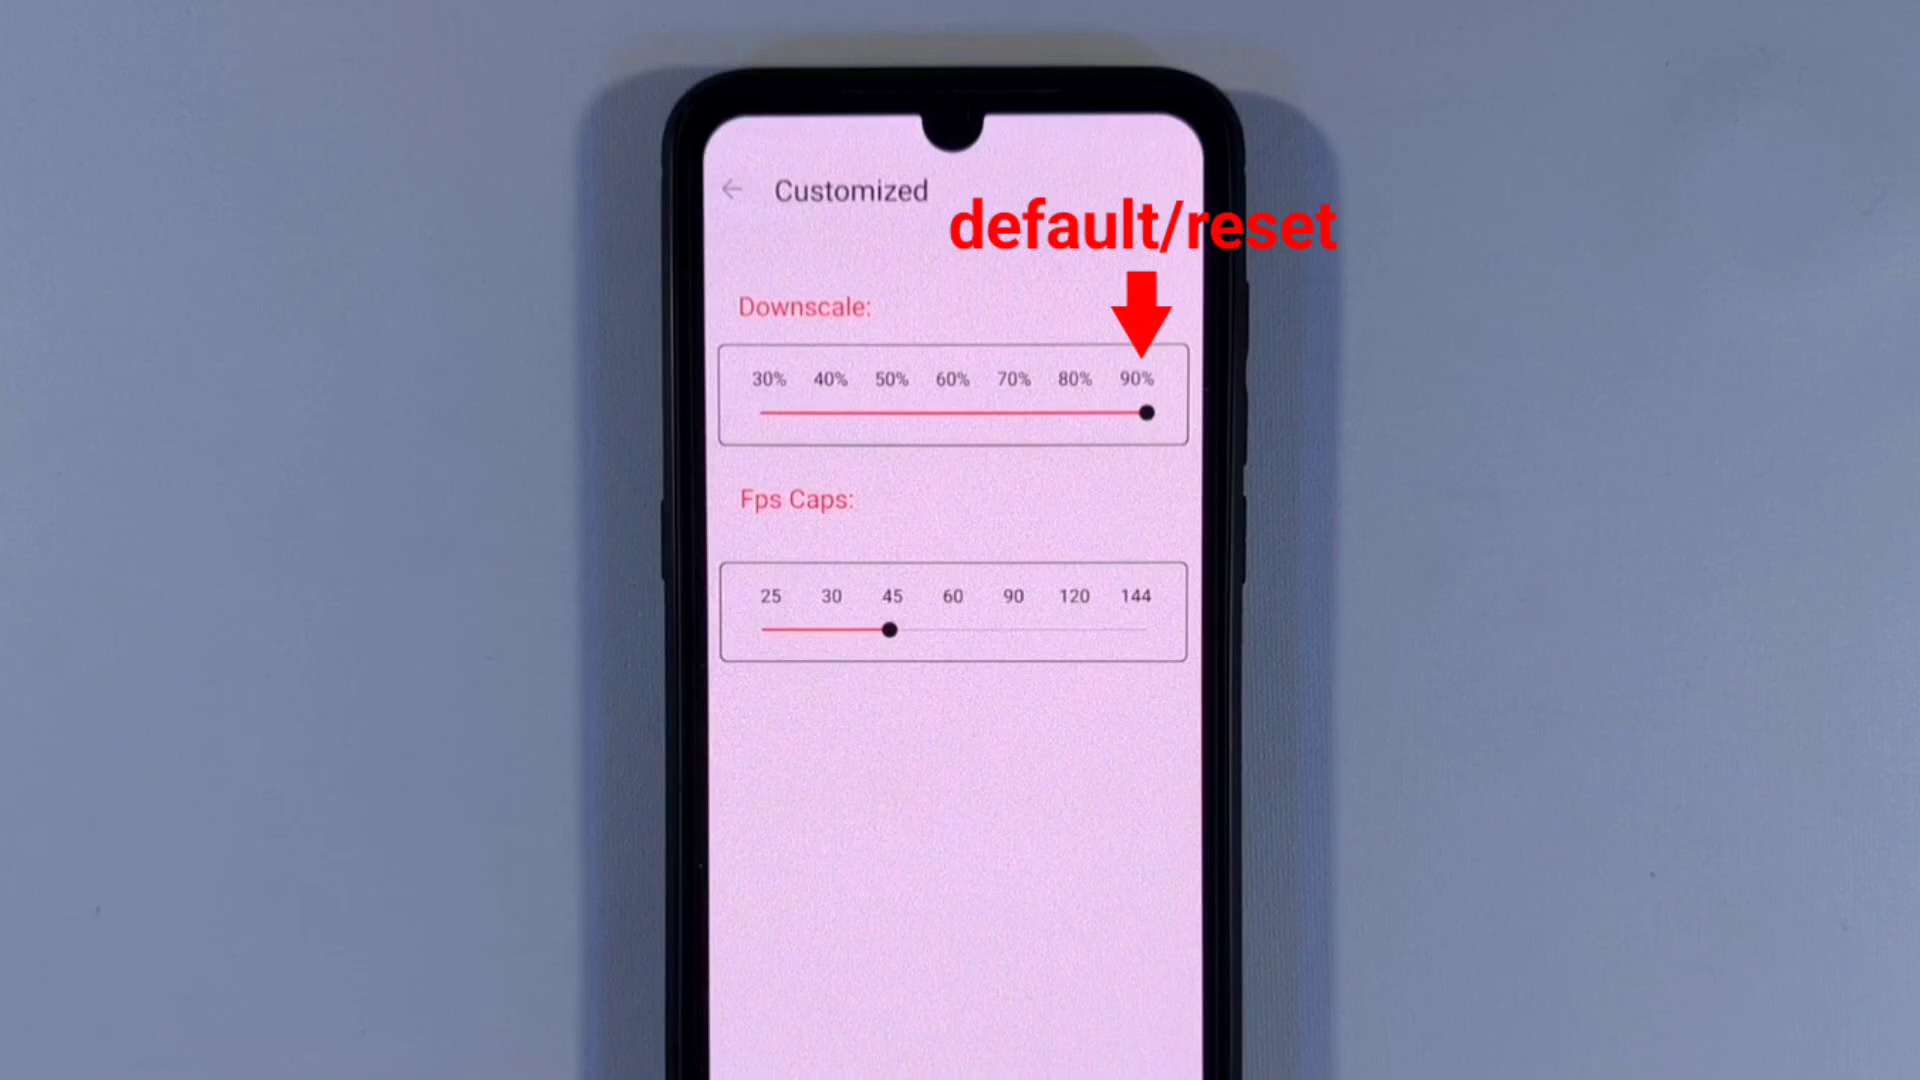 Customized
default/reset
Downscale:
30% 40% 50% 60% 70% 80% 90%
Fps Caps:
25 30 45 60 90 120 144